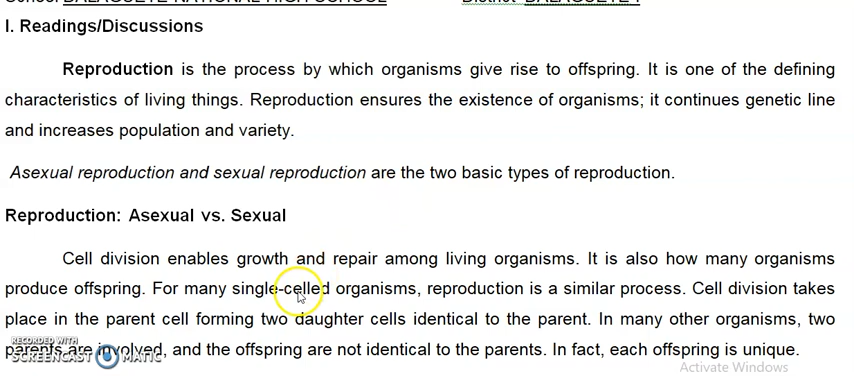 I. Readings/Discussions
Reproduction is the process by which organisms give rise to offspring. It is one of the defining
characteristics of living things. Reproduction ensures the existence of organisms; it continues genetic line
and increases population and variety.
Asexual reproduction and sexual reproduction are the two basic types of reproduction.
Reproduction: Asexual vs. Sexual
Cell division enables growth and repair among living organisms. It is also how many organisms
produce offspring. For many single-celled organisms, reproduction is a similar process. Cell division takes
place in the parent cell forming two daughter cells identical to the parent. In many other organisms, two
RECORDED WITH
parents are involved, and the offspring are not identical to the parents. In fact, each offspring is unique.
SCREENCAST MATIC
Activate Windows